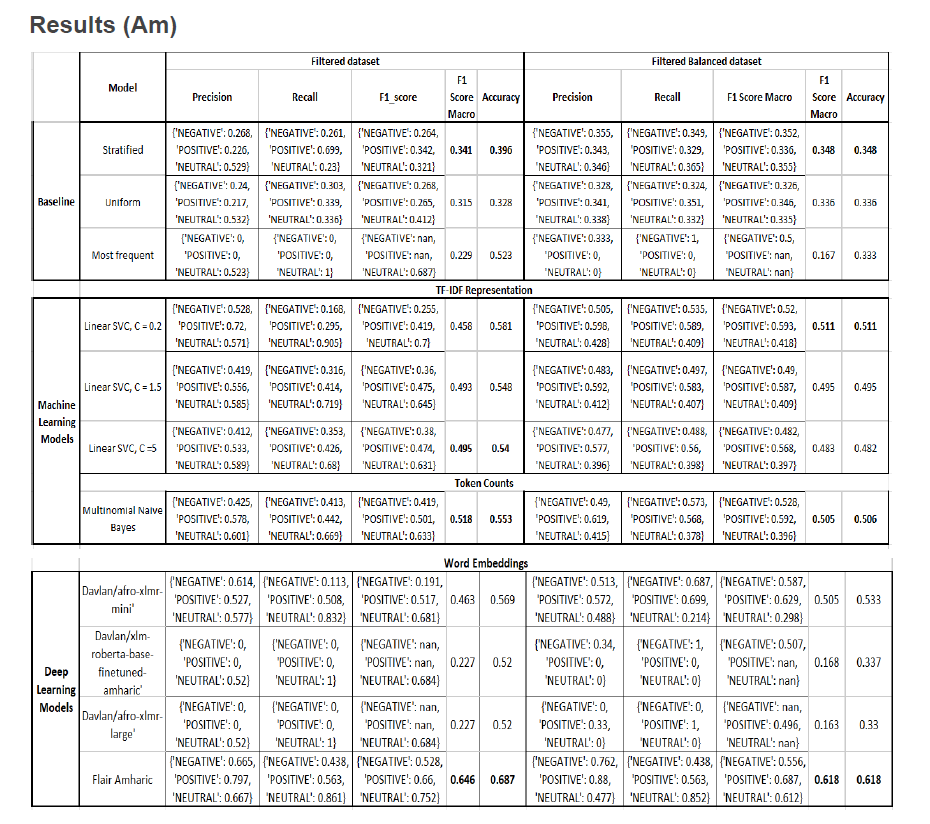 Results (Am)
Model Filtered dataset Filtered Balanced dataset
Precision Recall F1_score F1 Score Macro Accuracy Precision Recall F1 Score Macro F1 Score Macro Accuracy
Baseline
Stratified {'NEGATIVE': 0.268, 'POSITIVE': 0.226, 'NEUTRAL': 0.529} {'NEGATIVE': 0.261, 'POSITIVE': 0.699, 'NEUTRAL': 0.23} {'NEGATIVE': 0.264, 'POSITIVE': 0.342, 'NEUTRAL': 0.321} 0.341 0.396 {'NEGATIVE': 0.355, 'POSITIVE': 0.343, 'NEUTRAL': 0.346} {'NEGATIVE': 0.349, 'POSITIVE': 0.329, 'NEUTRAL': 0.365} {'NEGATIVE': 0.352, 'POSITIVE': 0.336, 'NEUTRAL': 0.355} 0.348 0.348
Uniform {'NEGATIVE': 0.24, 'POSITIVE': 0.217, 'NEUTRAL': 0.532} {'NEGATIVE': 0.303, 'POSITIVE': 0.339, 'NEUTRAL': 0.336} {'NEGATIVE': 0.268, 'POSITIVE': 0.265, 'NEUTRAL': 0.412} 0.315 0.328 {'NEGATIVE': 0.328, 'POSITIVE': 0.341, 'NEUTRAL': 0.338} {'NEGATIVE': 0.324, 'POSITIVE': 0.351, 'NEUTRAL': 0.332} {'NEGATIVE': 0.326, 'POSITIVE': 0.346, 'NEUTRAL': 0.335} 0.336 0.336
Most frequent {'NEGATIVE': 0, 'POSITIVE': 0, 'NEUTRAL': 0.523} {'NEGATIVE': 0, 'POSITIVE': 0, 'NEUTRAL': 1} {'NEGATIVE': nan, 'POSITIVE': nan, 'NEUTRAL': 0.687} 0.229 0.523 {'NEGATIVE': 0.333, 'POSITIVE': 0, 'NEUTRAL': 0} {'NEGATIVE': 1, 'POSITIVE': 0, 'NEUTRAL': 0} {'NEGATIVE': 0.5, 'POSITIVE': nan, 'NEUTRAL': nan} 0.167 0.333
TF-IDF Representation
Machine Learning Models
Linear SVC, C = 0.2 {'NEGATIVE': 0.528, 'POSITIVE': 0.72, 'NEUTRAL': 0.571} {'NEGATIVE': 0.168, 'POSITIVE': 0.295, 'NEUTRAL': 0.905} {'NEGATIVE': 0.255, 'POSITIVE': 0.419, 'NEUTRAL': 0.7} 0.458 0.581 {'NEGATIVE': 0.505, 'POSITIVE': 0.598, 'NEUTRAL': 0.428} {'NEGATIVE': 0.535, 'POSITIVE': 0.589, 'NEUTRAL': 0.409} {'NEGATIVE': 0.52, 'POSITIVE': 0.593, 'NEUTRAL': 0.418} 0.511 0.511
Linear SVC, C = 1.5 {'NEGATIVE': 0.419, 'POSITIVE': 0.556, 'NEUTRAL': 0.585} {'NEGATIVE': 0.316, 'POSITIVE': 0.414, 'NEUTRAL': 0.719} {'NEGATIVE': 0.36, 'POSITIVE': 0.475, 'NEUTRAL': 0.645} 0.493 0.548 {'NEGATIVE': 0.483, 'POSITIVE': 0.592, 'NEUTRAL': 0.412} {'NEGATIVE': 0.497, 'POSITIVE': 0.583, 'NEUTRAL': 0.407} {'NEGATIVE': 0.49, 'POSITIVE': 0.587, 'NEUTRAL': 0.409} 0.495 0.495
Linear SVC, C =5 {'NEGATIVE': 0.412, 'POSITIVE': 0.533, 'NEUTRAL': 0.589} {'NEGATIVE': 0.353, 'POSITIVE': 0.426, 'NEUTRAL': 0.68} {'NEGATIVE': 0.38, 'POSITIVE': 0.474, 'NEUTRAL': 0.631} 0.495 0.54 {'NEGATIVE': 0.477, 'POSITIVE': 0.577, 'NEUTRAL': 0.396} {'NEGATIVE': 0.488, 'POSITIVE': 0.56, 'NEUTRAL': 0.398} {'NEGATIVE': 0.482, 'POSITIVE': 0.568, 'NEUTRAL': 0.397} 0.483 0.482
Token Counts
Multinomial Naive Bayes {'NEGATIVE': 0.425, 'POSITIVE': 0.578, 'NEUTRAL': 0.601} {'NEGATIVE': 0.413, 'POSITIVE': 0.442, 'NEUTRAL': 0.669} {'NEGATIVE': 0.419, 'POSITIVE': 0.501, 'NEUTRAL': 0.633} 0.518 0.553 {'NEGATIVE': 0.49, 'POSITIVE': 0.619, 'NEUTRAL': 0.415} {'NEGATIVE': 0.573, 'POSITIVE': 0.568, 'NEUTRAL': 0.378} {'NEGATIVE': 0.528, 'POSITIVE': 0.592, 'NEUTRAL': 0.396} 0.505 0.506
Word Embeddings
Deep Learning Models
Davlan/afro-xlmr-mini' {'NEGATIVE': 0.614, 'POSITIVE': 0.527, 'NEUTRAL': 0.577} {'NEGATIVE': 0.113, 'POSITIVE': 0.508, 'NEUTRAL': 0.832} {'NEGATIVE': 0.191, 'POSITIVE': 0.517, 'NEUTRAL': 0.681} 0.463 0.569 {'NEGATIVE': 0.513, 'POSITIVE': 0.572, 'NEUTRAL': 0.488} {'NEGATIVE': 0.687, 'POSITIVE': 0.699, 'NEUTRAL': 0.214} {'NEGATIVE': 0.587, 'POSITIVE': 0.629, 'NEUTRAL': 0.298} 0.505 0.533
Davlan/xlm-roberta-base-finetuned-amharic' {'NEGATIVE': 0, 'POSITIVE': 0, 'NEUTRAL': 0.52} {'NEGATIVE': 0, 'POSITIVE': 0, 'NEUTRAL': 1} {'NEGATIVE': nan, 'POSITIVE': nan, 'NEUTRAL': 0.684} 0.227 0.52 {'NEGATIVE': 0.34, 'POSITIVE': 0, 'NEUTRAL': 0} {'NEGATIVE': 1, 'POSITIVE': 0, 'NEUTRAL': 0} {'NEGATIVE': 0.507, 'POSITIVE': nan, 'NEUTRAL': nan} 0.168 0.337
Davlan/afro-xlmr-large' {'NEGATIVE': 0, 'POSITIVE': 0, 'NEUTRAL': 0.52} {'NEGATIVE': 0, 'POSITIVE': 0, 'NEUTRAL': 1} {'NEGATIVE': nan, 'POSITIVE': nan, 'NEUTRAL': 0.684} 0.227 0.52 {'NEGATIVE': 0, 'POSITIVE': 0.33, 'NEUTRAL': 0} {'NEGATIVE': 0, 'POSITIVE': 1, 'NEUTRAL': 0} {'NEGATIVE': nan, 'POSITIVE': 0.496, 'NEUTRAL': nan} 0.163 0.33
Flair Amharic {'NEGATIVE': 0.665, 'POSITIVE': 0.797, 'NEUTRAL': 0.667} {'NEGATIVE': 0.438, 'POSITIVE': 0.563, 'NEUTRAL': 0.861} {'NEGATIVE': 0.528, 'POSITIVE': 0.66, 'NEUTRAL': 0.752} 0.646 0.687 {'NEGATIVE': 0.762, 'POSITIVE': 0.88, 'NEUTRAL': 0.477} {'NEGATIVE': 0.438, 'POSITIVE': 0.563, 'NEUTRAL': 0.852} {'NEGATIVE': 0.556, 'POSITIVE': 0.687, 'NEUTRAL': 0.612} 0.618 0.618